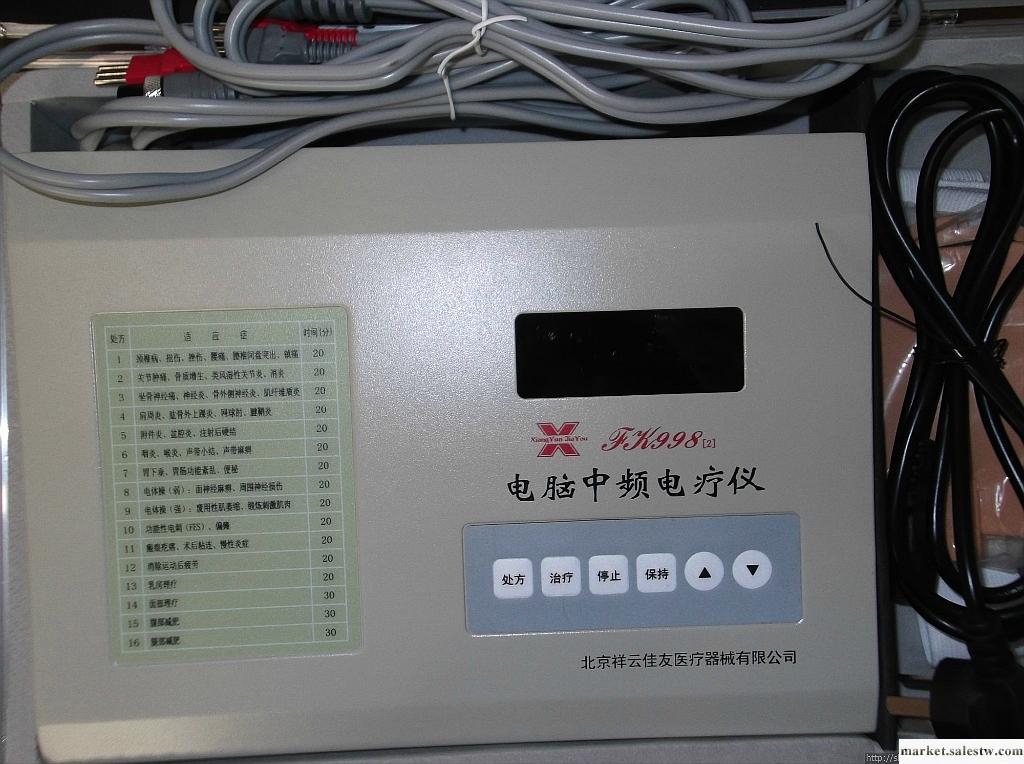 处方 适应症 时间(分)
1 颈椎病、扭伤、挫伤、腰痛、腰椎间盘突出、镇痛 20
2 关节肿痛、骨质增生、类风湿性关节炎、消炎 20
3 坐骨神经痛、神经炎、骨外侧神经炎、肌纤维质炎 20
4 肩周炎、肱骨外上踝炎、网球肘、腱鞘炎 20
5 附件炎、盆腔炎、注射后硬结 20
6 咽炎、喉炎、声带小结、声带麻痹 20
7 胃下垂、胃肠功能紊乱、便秘 20
8 电体操（弱）：面神经麻痹、周围神经损伤 20
9 电体操（强）：废用性肌萎缩、锻炼刺激肌肉 20
10 功能性电刺（FES）、偏瘫 20
11 瘢痕疙瘩、术后粘连、慢性炎症 20
12 消除运动后疲劳 20
13 乳房理疗 20
14 面部理疗 30
15 腹部减肥 30
16 腿部减肥 30
XiangYun JiaYou FK998[2]
电脑中频电疗仪
处方 治疗 停止 保持 ▲ ▼
北京祥云佳友医疗器械有限公司
market.salestw.com